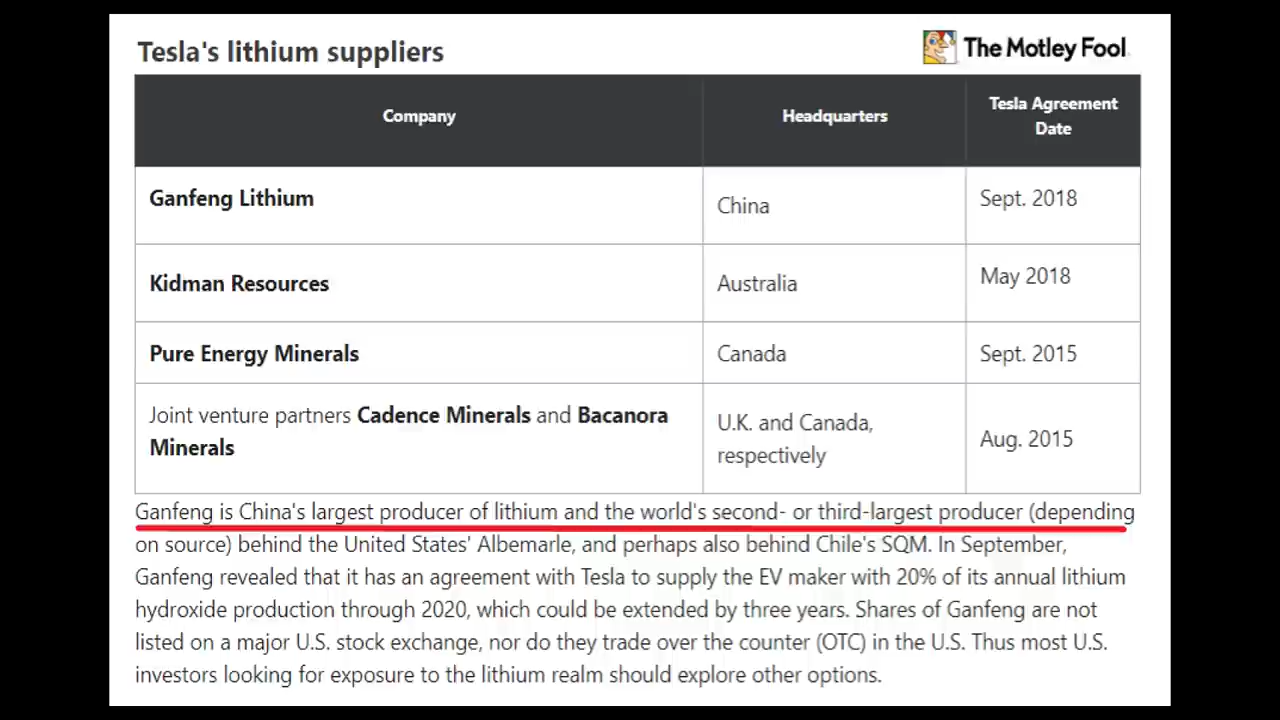 Tesla's lithium suppliers
The Motley Fool
Company
Headquarters
Tesla Agreement
Date
Ganfeng Lithium
China
Sept. 2018
Kidman Resources
Australia
May 2018
Pure Energy Minerals
Canada
Sept. 2015
Joint venture partners Cadence Minerals and Bacanora
Minerals
U.K. and Canada,
respectively
Aug. 2015
Ganfeng is China's largest producer of lithium and the world's second- or third-largest producer (depending
on source) behind the United States' Albemarle, and perhaps also behind Chile's SQM. In September,
Ganfeng revealed that it has an agreement with Tesla to supply the EV maker with 20% of its annual lithium
hydroxide production through 2020, which could be extended by three years. Shares of Ganfeng are not
listed on a major U.S. stock exchange, nor do they trade over the counter (OTC) in the U.S. Thus most U.S.
investors looking for exposure to the lithium realm should explore other options.